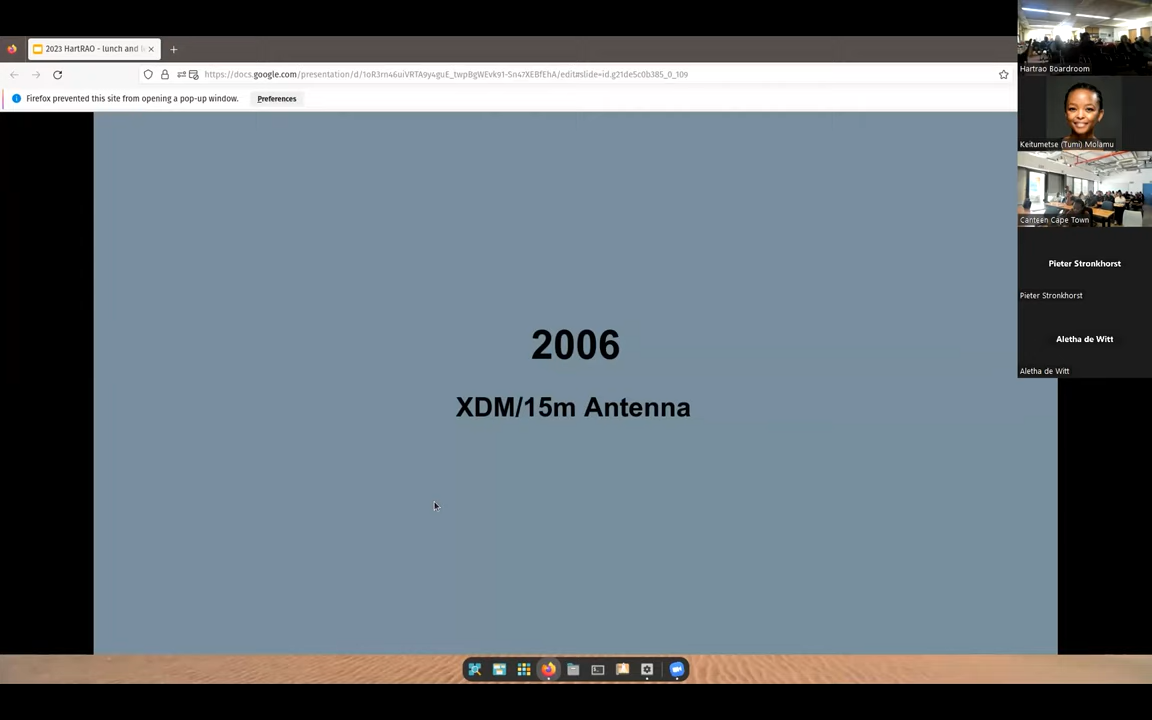 2023 HartRAO - lunch and l
https://docs.google.com/presentation/d/1oR3m46uiVRTA9y4guE_twpBgWEvk91-Sn47XEBfEhA/edit#slide=id.g21de5c0b385_0_109
Firefox prevented this site from opening a pop-up window.
Preferences
2006
XDM/15m Antenna
Hartrao Boardroom
Keitumetse (Tumi) Molamu
Canteen Cape Town
Pieter Stronkhorst
Pieter Stronkhorst
Aletha de Witt
Aletha de Witt